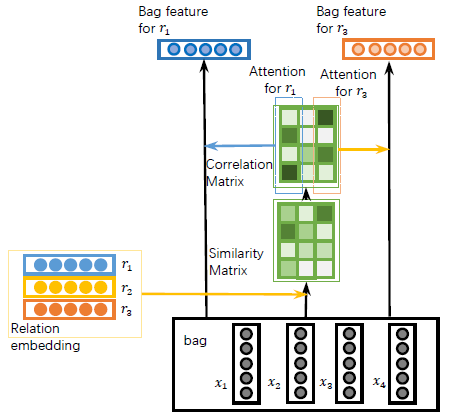 Bag feature
for r1
Bag feature
for r3
Attention
for r1
Attention
for r3
Correlation
Matrix
Similarity
Matrix
r1
r2
r3
Relation
embedding
bag
x1
x2
x3
x4